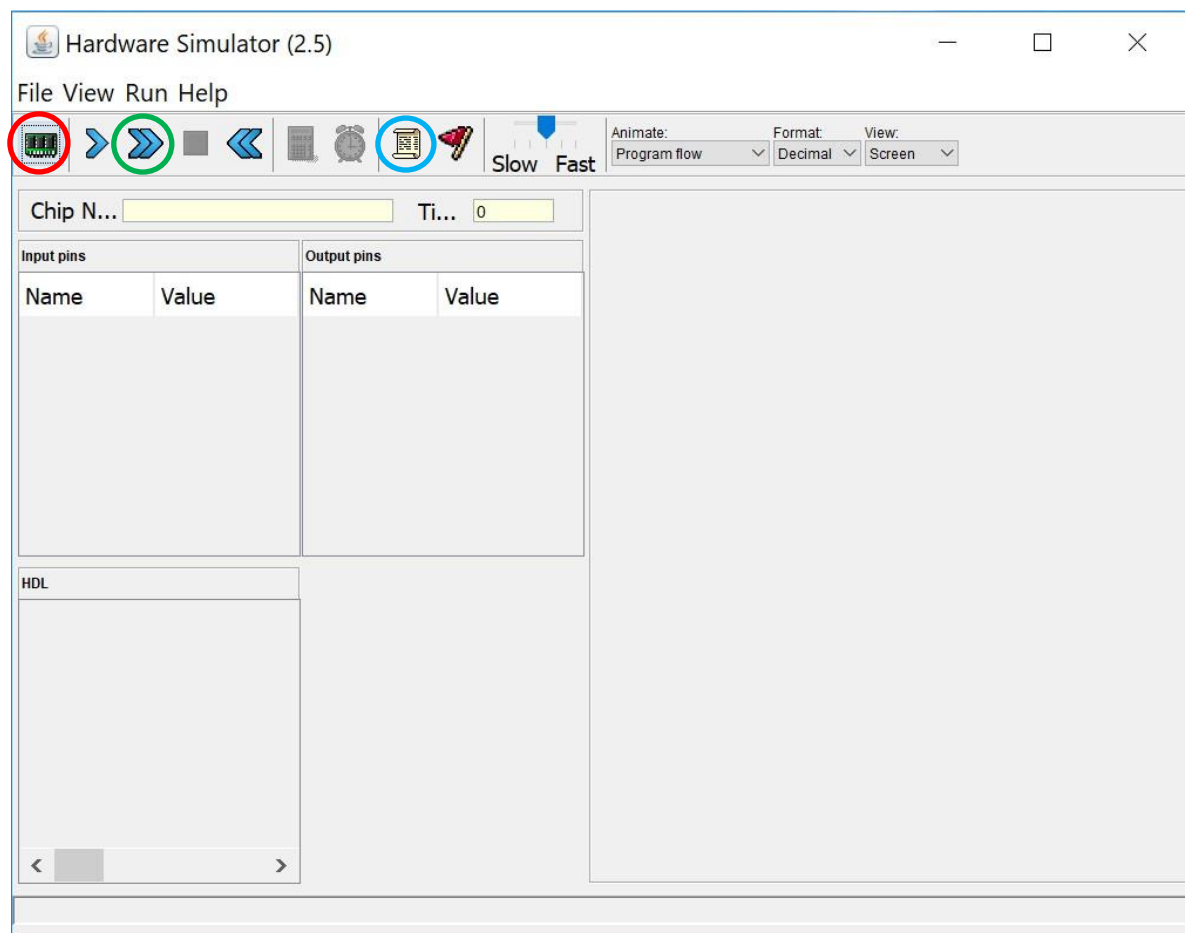 Hardware Simulator (2.5)
File View Run Help
Slow Fast
Animate:
Program flow
Format:
Decimal
View:
Screen
Chip N...
Ti... 0
Input pins
Output pins
Name Value
Name Value
HDL